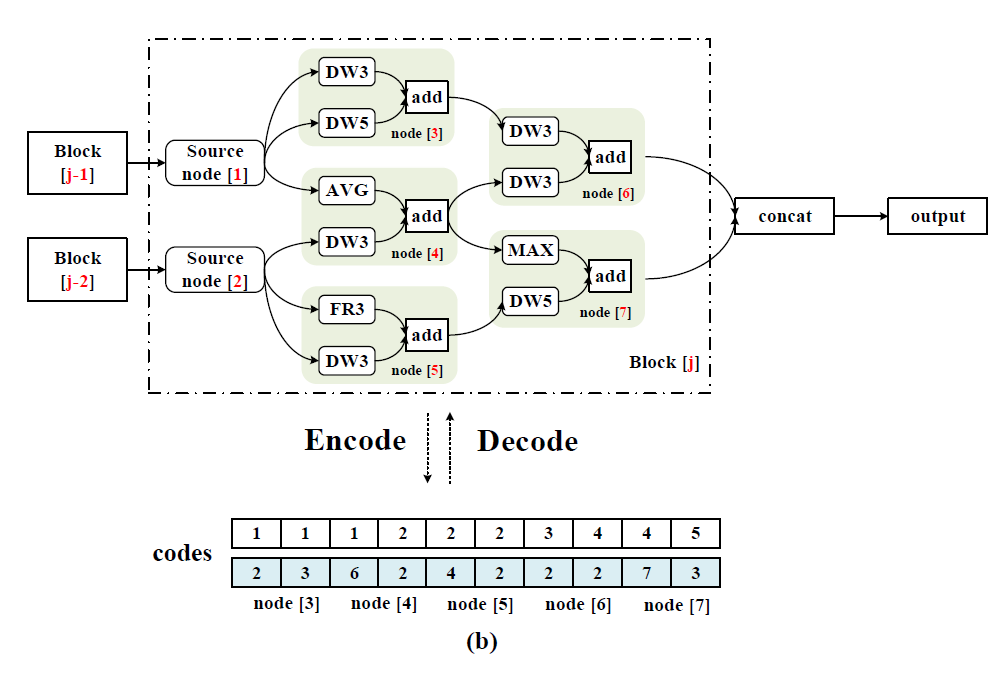 DW3
DW5
add
node [3]
Block
[j-1]
Source
node [1]
AVG
DW3
add
node [4]
DW3
DW3
add
node [6]
Block
[j-2]
Source
node [2]
FR3
DW3
add
node [5]
MAX
DW5
add
node [7]
Block [j]
concat
output
Encode
Decode
codes
1 1 1 2 2 2 3 4 4 5
2 3 6 2 4 2 2 2 7 3
node [3] node [4] node [5] node [6] node [7]
(b)